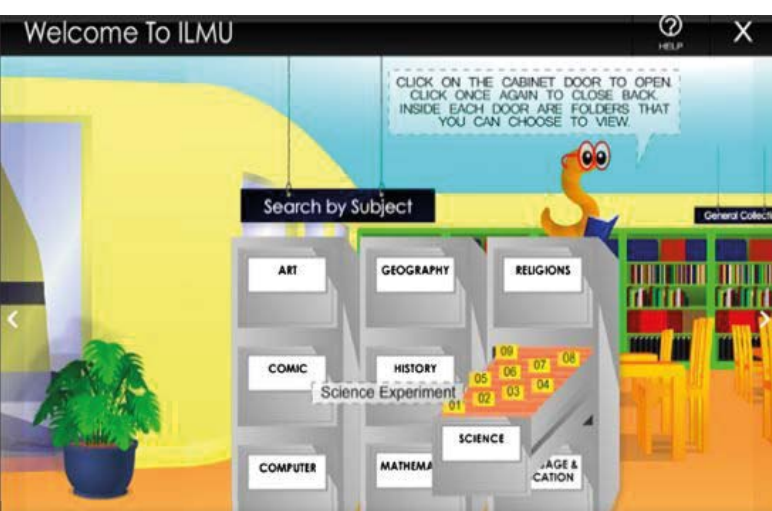 Welcome To ILMU
HELP
X
CLICK ON THE CABINET DOOR TO OPEN.
CLICK ONCE AGAIN TO CLOSE BACK.
INSIDE EACH DOOR ARE FOLDERS THAT
YOU CAN CHOOSE TO VIEW.
Search by Subject
General Collecti
ART
GEOGRAPHY
RELIGIONS
COMIC
HISTORY
Science Experiment
09
08
07
06
05
04
03
02
01
SCIENCE
COMPUTER
MATHEMA
AGE &
CATION